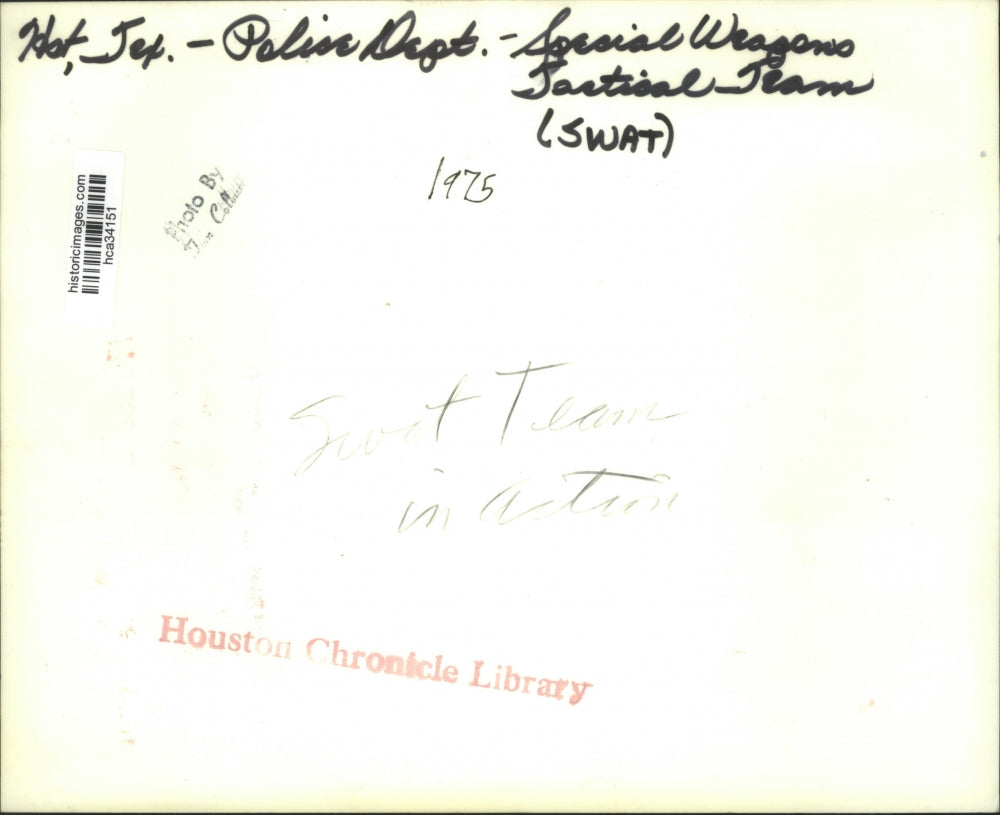 Hst, Tex. - Police Dept. - Special Weapons
Tactical Team
(SWAT)
1975
historicimages.com
hca34151
Photo By
Swat Team
in action
Houston Chronicle Library